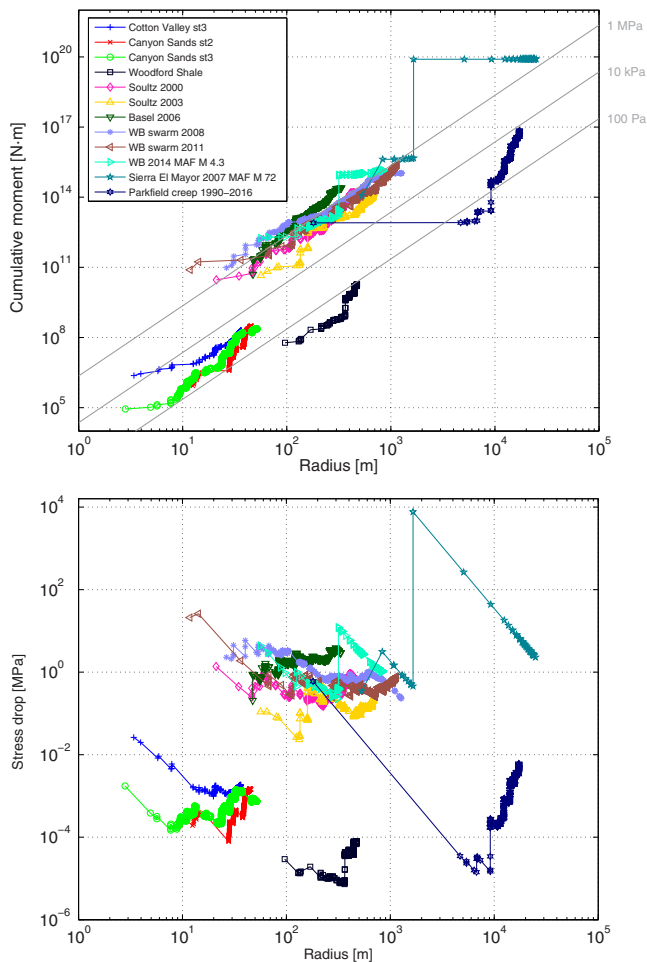 10^20
10^17
10^14
10^11
10^8
10^5
Cumulative moment [N·m]
Cotton Valley st3
Canyon Sands st2
Canyon Sands st3
Woodford Shale
Soultz 2000
Soultz 2003
Basel 2006
WB swarm 2008
WB swarm 2011
WB 2014 MAF M 4.3
Sierra El Mayor 2007 MAF M 72
Parkfield creep 1990−2016
1 MPa
10 kPa
100 Pa
10^0 10^1 10^2 10^3 10^4 10^5
Radius [m]
10^4
10^2
10^0
10^−2
10^−4
10^−6
Stress drop [MPa]
10^0 10^1 10^2 10^3 10^4 10^5
Radius [m]